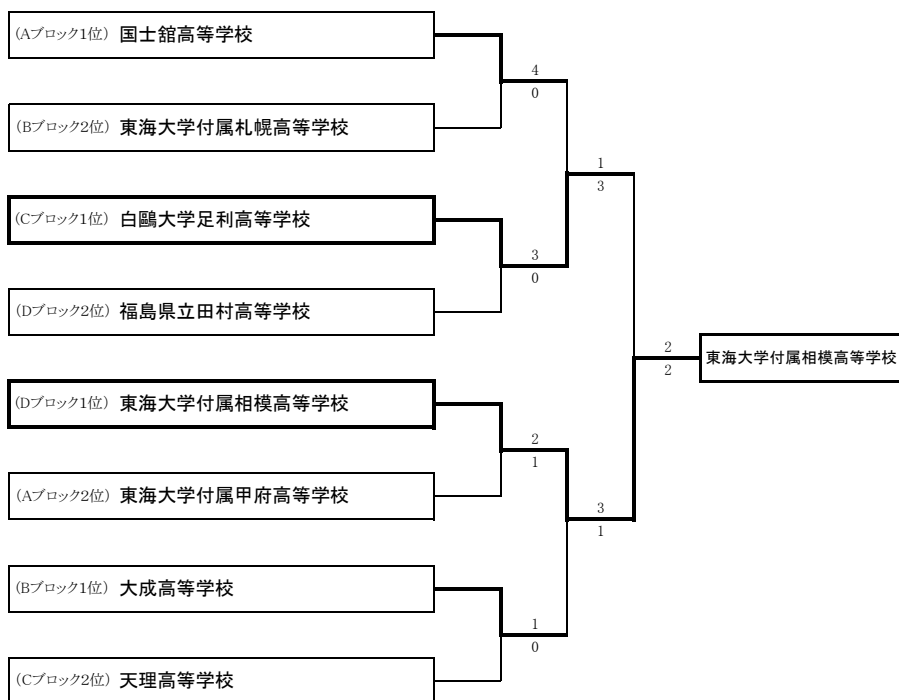 (Aブロック1位) 国士舘高等学校
4
0
(Bブロック2位) 東海大学付属札幌高等学校
1
3
(Cブロック1位) 白鷗大学足利高等学校
3
0
(Dブロック2位) 福島県立田村高等学校
2
2
東海大学付属相模高等学校
(Dブロック1位) 東海大学付属相模高等学校
2
1
(Aブロック2位) 東海大学付属甲府高等学校
3
1
(Bブロック1位) 大成高等学校
1
0
(Cブロック2位) 天理高等学校